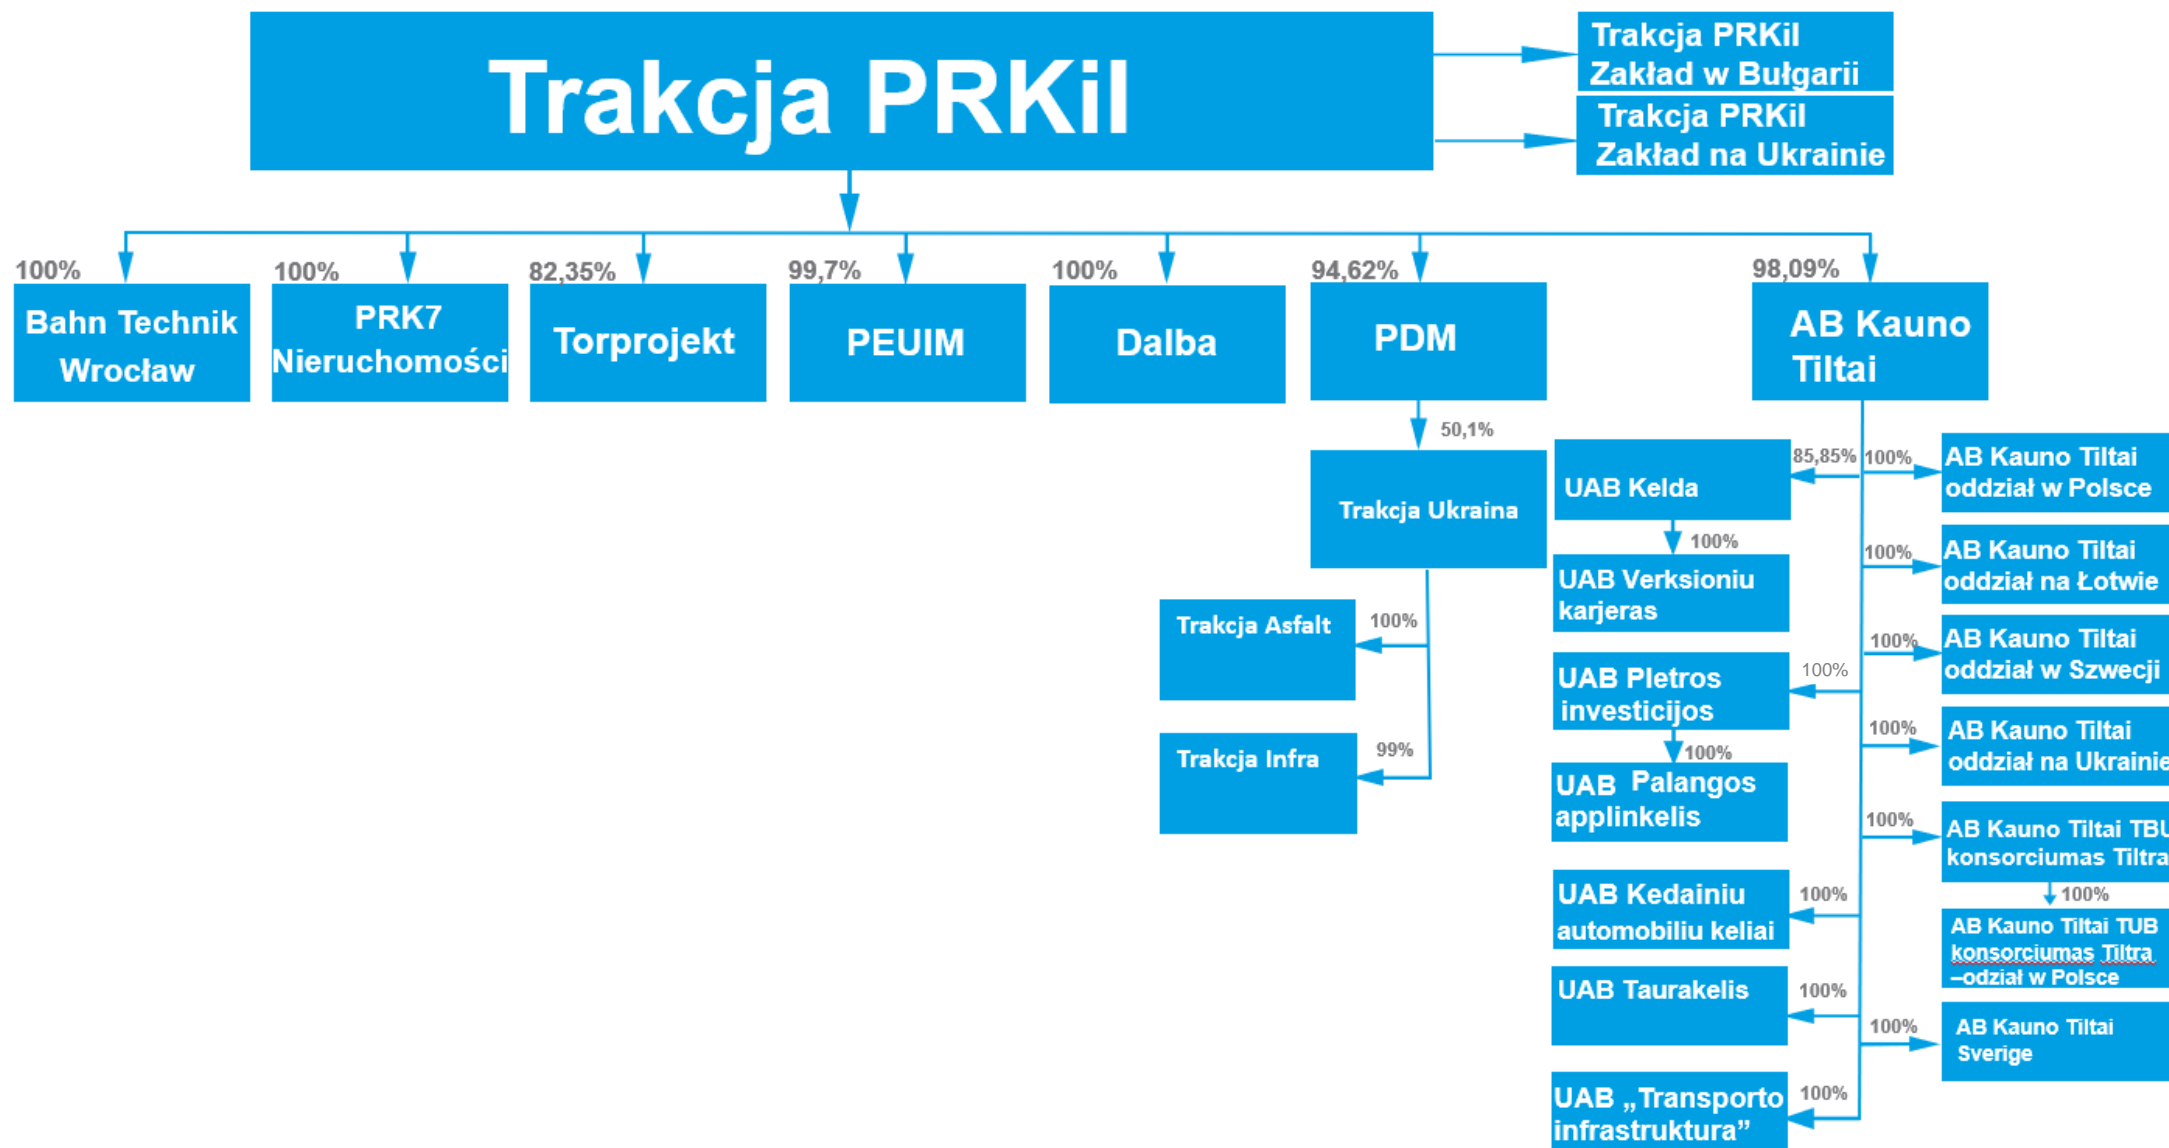 Trakcja PRKiI
Trakcja PRKiI
Zakład w Bułgarii
Trakcja PRKiI
Zakład na Ukrainie
100%
Bahn Technik
Wrocław
100%
PRK7
Nieruchomości
82,35%
Torprojekt
99,7%
PEUIM
100%
Dalba
94,62%
PDM
98,09%
AB Kauno
Tiltai
50,1%
Trakcja Ukraina
100%
Trakcja Asfalt
99%
Trakcja Infra
85,85%
UAB Kelda
100%
UAB Verksioniu
karjeras
100%
UAB Pletros
investicijos
100%
UAB Palangos
applinkelis
100%
UAB Kedainiu
automobiliu keliai
100%
UAB Taurakelis
100%
UAB „Transporto
infrastruktura”
100%
AB Kauno Tiltai
oddział w Polsce
100%
AB Kauno Tiltai
oddział na Łotwie
100%
AB Kauno Tiltai
oddział w Szwecji
100%
AB Kauno Tiltai
oddział na Ukrainie
100%
AB Kauno Tiltai TBU
konsorciumas Tiltra
100%
AB Kauno Tiltai TUB
konsorciumas Tiltra
–odział w Polsce
100%
AB Kauno Tiltai
Sverige